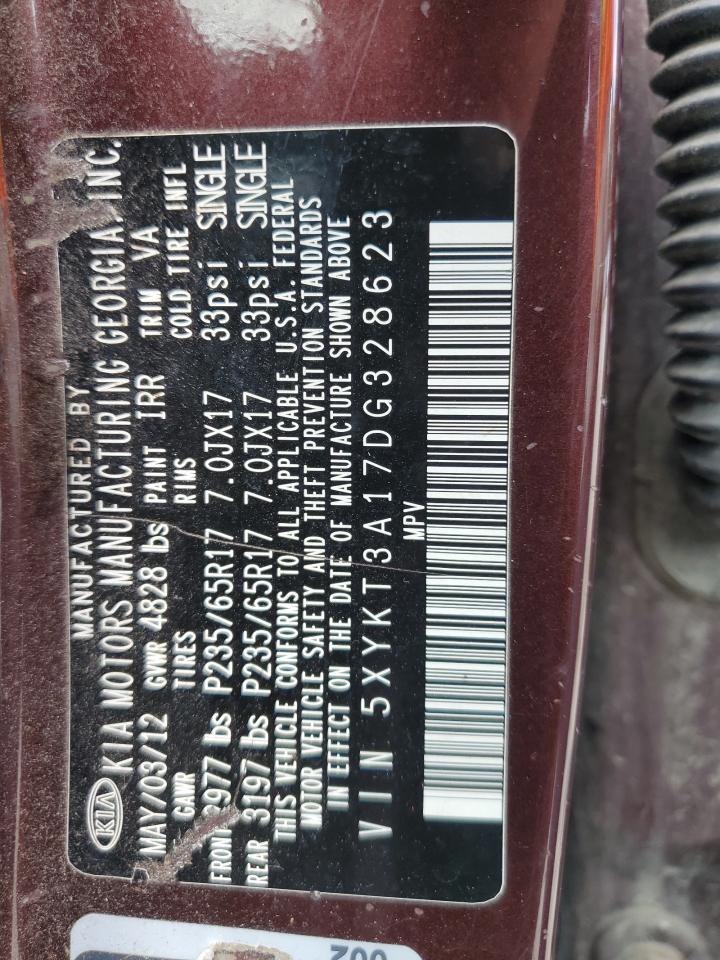 MANUFACTURED BY
KIA KIA MOTORS MANUFACTURING GEORGIA, INC.
MAY/03/12 GVWR 4828 lbs PAINT IRR TRIM VA
GAWR TIRES RIMS COLD TIRE INFL
FRONT 2977 lbs P235/65R17 7.0JX17 33psi SINGLE
REAR 3197 lbs P235/65R17 7.0JX17 33psi SINGLE
THIS VEHICLE CONFORMS TO ALL APPLICABLE U.S.A. FEDERAL
MOTOR VEHICLE SAFETY AND THEFT PREVENTION STANDARDS
IN EFFECT ON THE DATE OF MANUFACTURE SHOWN ABOVE
VIN 5XYKT3A17DG328623
MPV
002